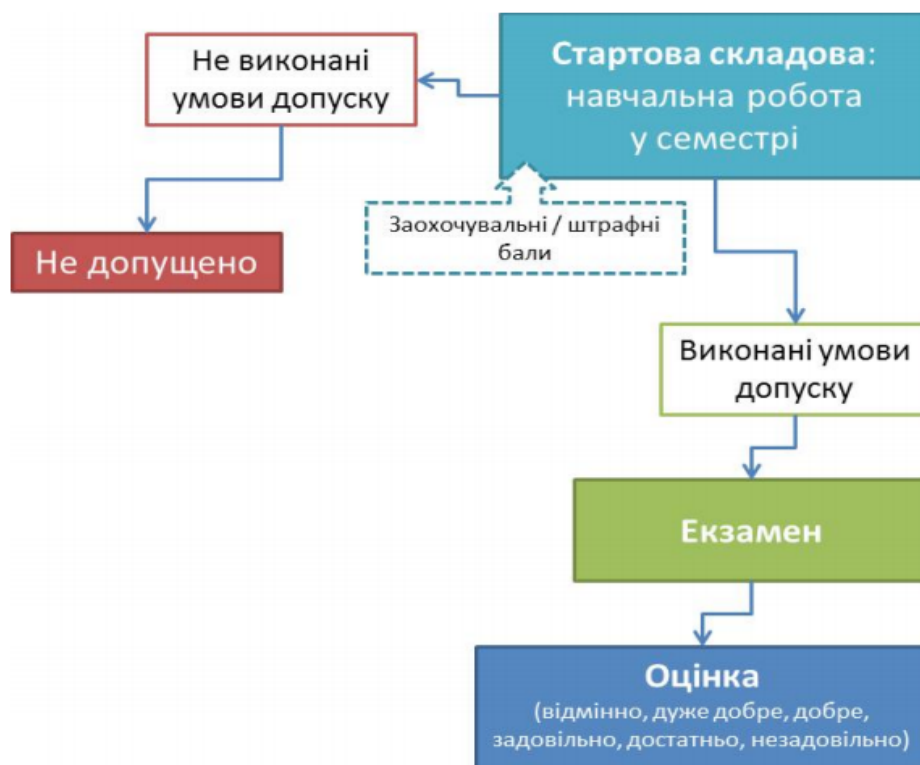 Стартова складова:
навчальна робота
у семестрі
Не виконані
умови допуску
Заохочувальні / штрафні
бали
Не допущено
Виконані умови
допуску
Екзамен
Оцінка
(відмінно, дуже добре, добре,
задовільно, достатньо, незадовільно)